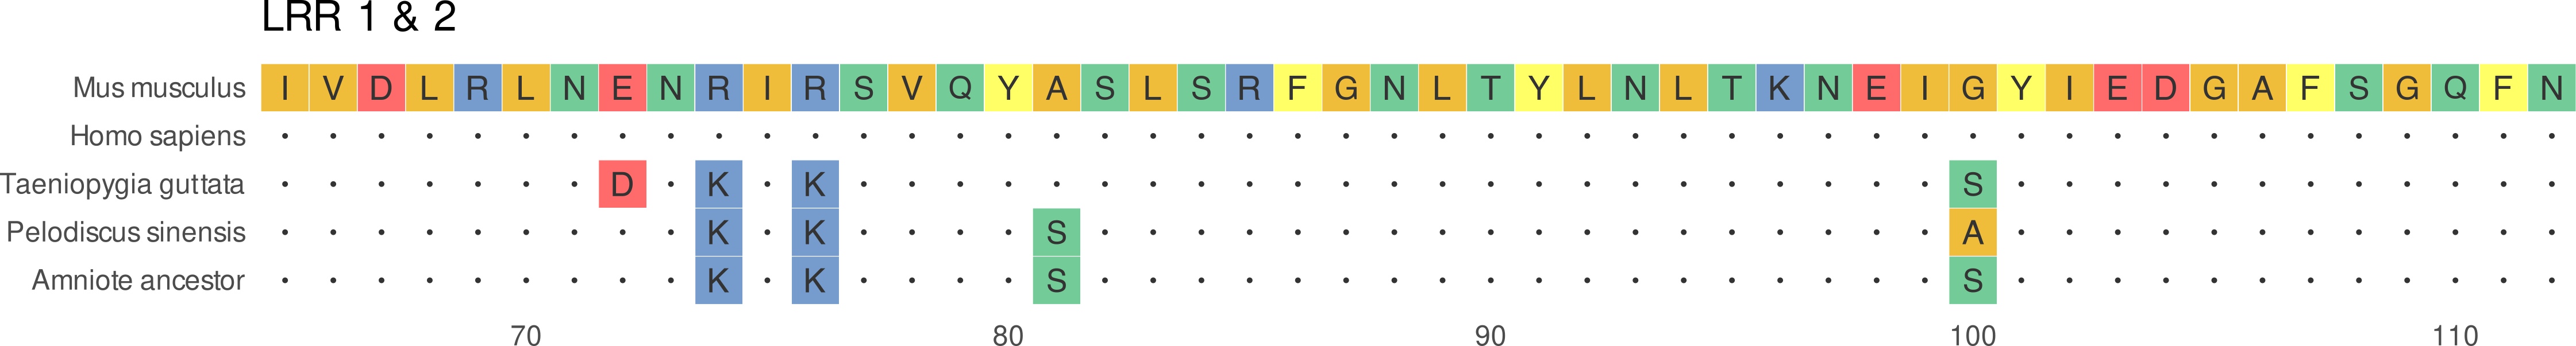 LRR 1 & 2
Mus musculus I V D L R L N E N R I R S V Q Y A S L S R F G N L T Y L N L T K N E I G Y I E D G A F S G Q F N
Homo sapiens . . . . . . . . . . . . . . . . . . . . . . . . . . . . . . . . . . . . . . . . . . . . . . . .
Taeniopygia guttata . . . . . . . D . K . K . . . . . . . . . . . . . . . . . . . . . . . S . . . . . . . . . . . .
Pelodiscus sinensis . . . . . . . . . K . K . . . . S . . . . . . . . . . . . . . . . . . A . . . . . . . . . . . .
Amniote ancestor . . . . . . . . . K . K . . . . S . . . . . . . . . . . . . . . . . . S . . . . . . . . . . . .
70 80 90 100 110